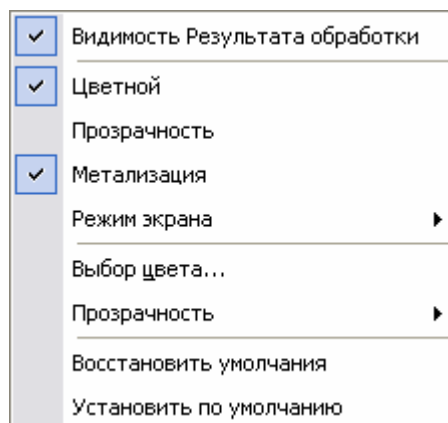 Видимость Результата обработки
Цветной
Прозрачность
Метализация
Режим экрана
Выбор цвета...
Прозрачность
Восстановить умолчания
Установить по умолчанию